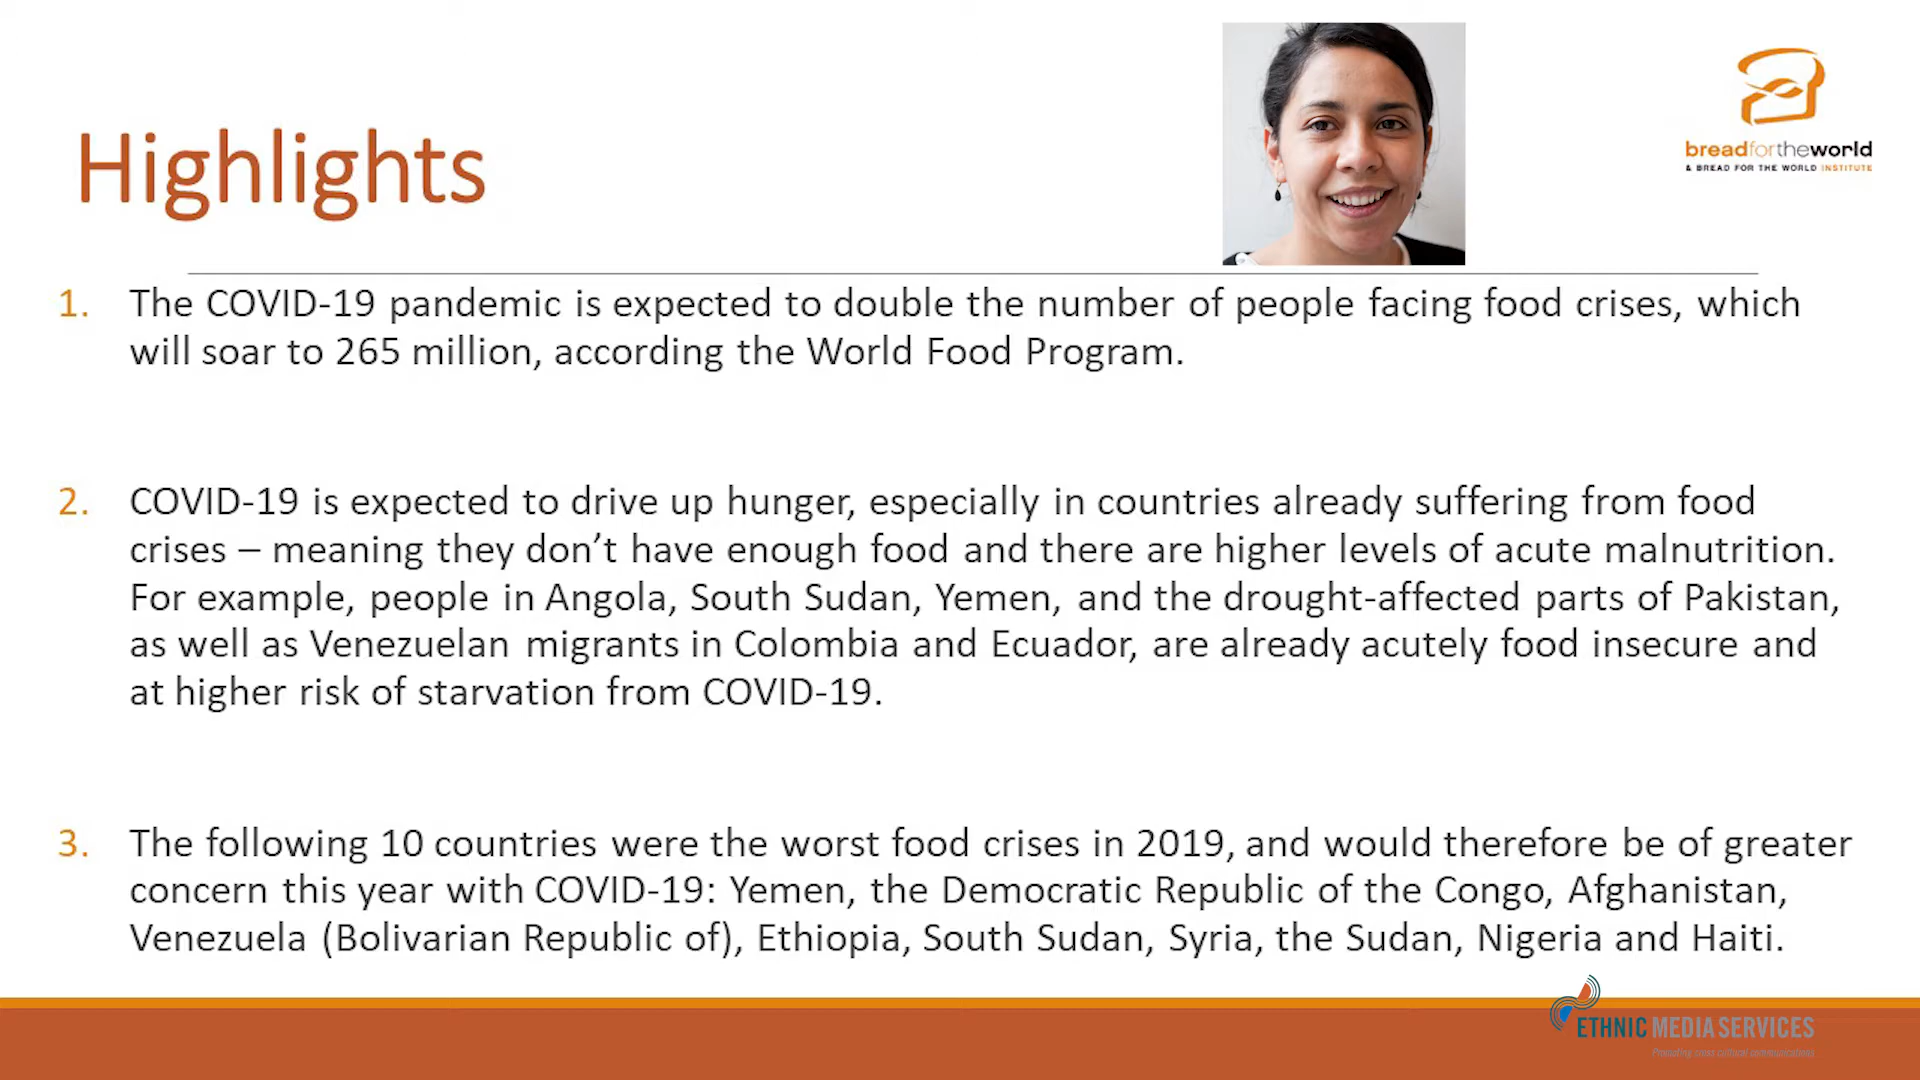 Highlights
breadfortheworld
& BREAD FOR THE WORLD INSTITUTE
1. The COVID-19 pandemic is expected to double the number of people facing food crises, which
will soar to 265 million, according the World Food Program.
2. COVID-19 is expected to drive up hunger, especially in countries already suffering from food
crises – meaning they don’t have enough food and there are higher levels of acute malnutrition.
For example, people in Angola, South Sudan, Yemen, and the drought-affected parts of Pakistan,
as well as Venezuelan migrants in Colombia and Ecuador, are already acutely food insecure and
at higher risk of starvation from COVID-19.
3. The following 10 countries were the worst food crises in 2019, and would therefore be of greater
concern this year with COVID-19: Yemen, the Democratic Republic of the Congo, Afghanistan,
Venezuela (Bolivarian Republic of), Ethiopia, South Sudan, Syria, the Sudan, Nigeria and Haiti.
ETHNIC MEDIA SERVICES
Promoting cross cultural communications